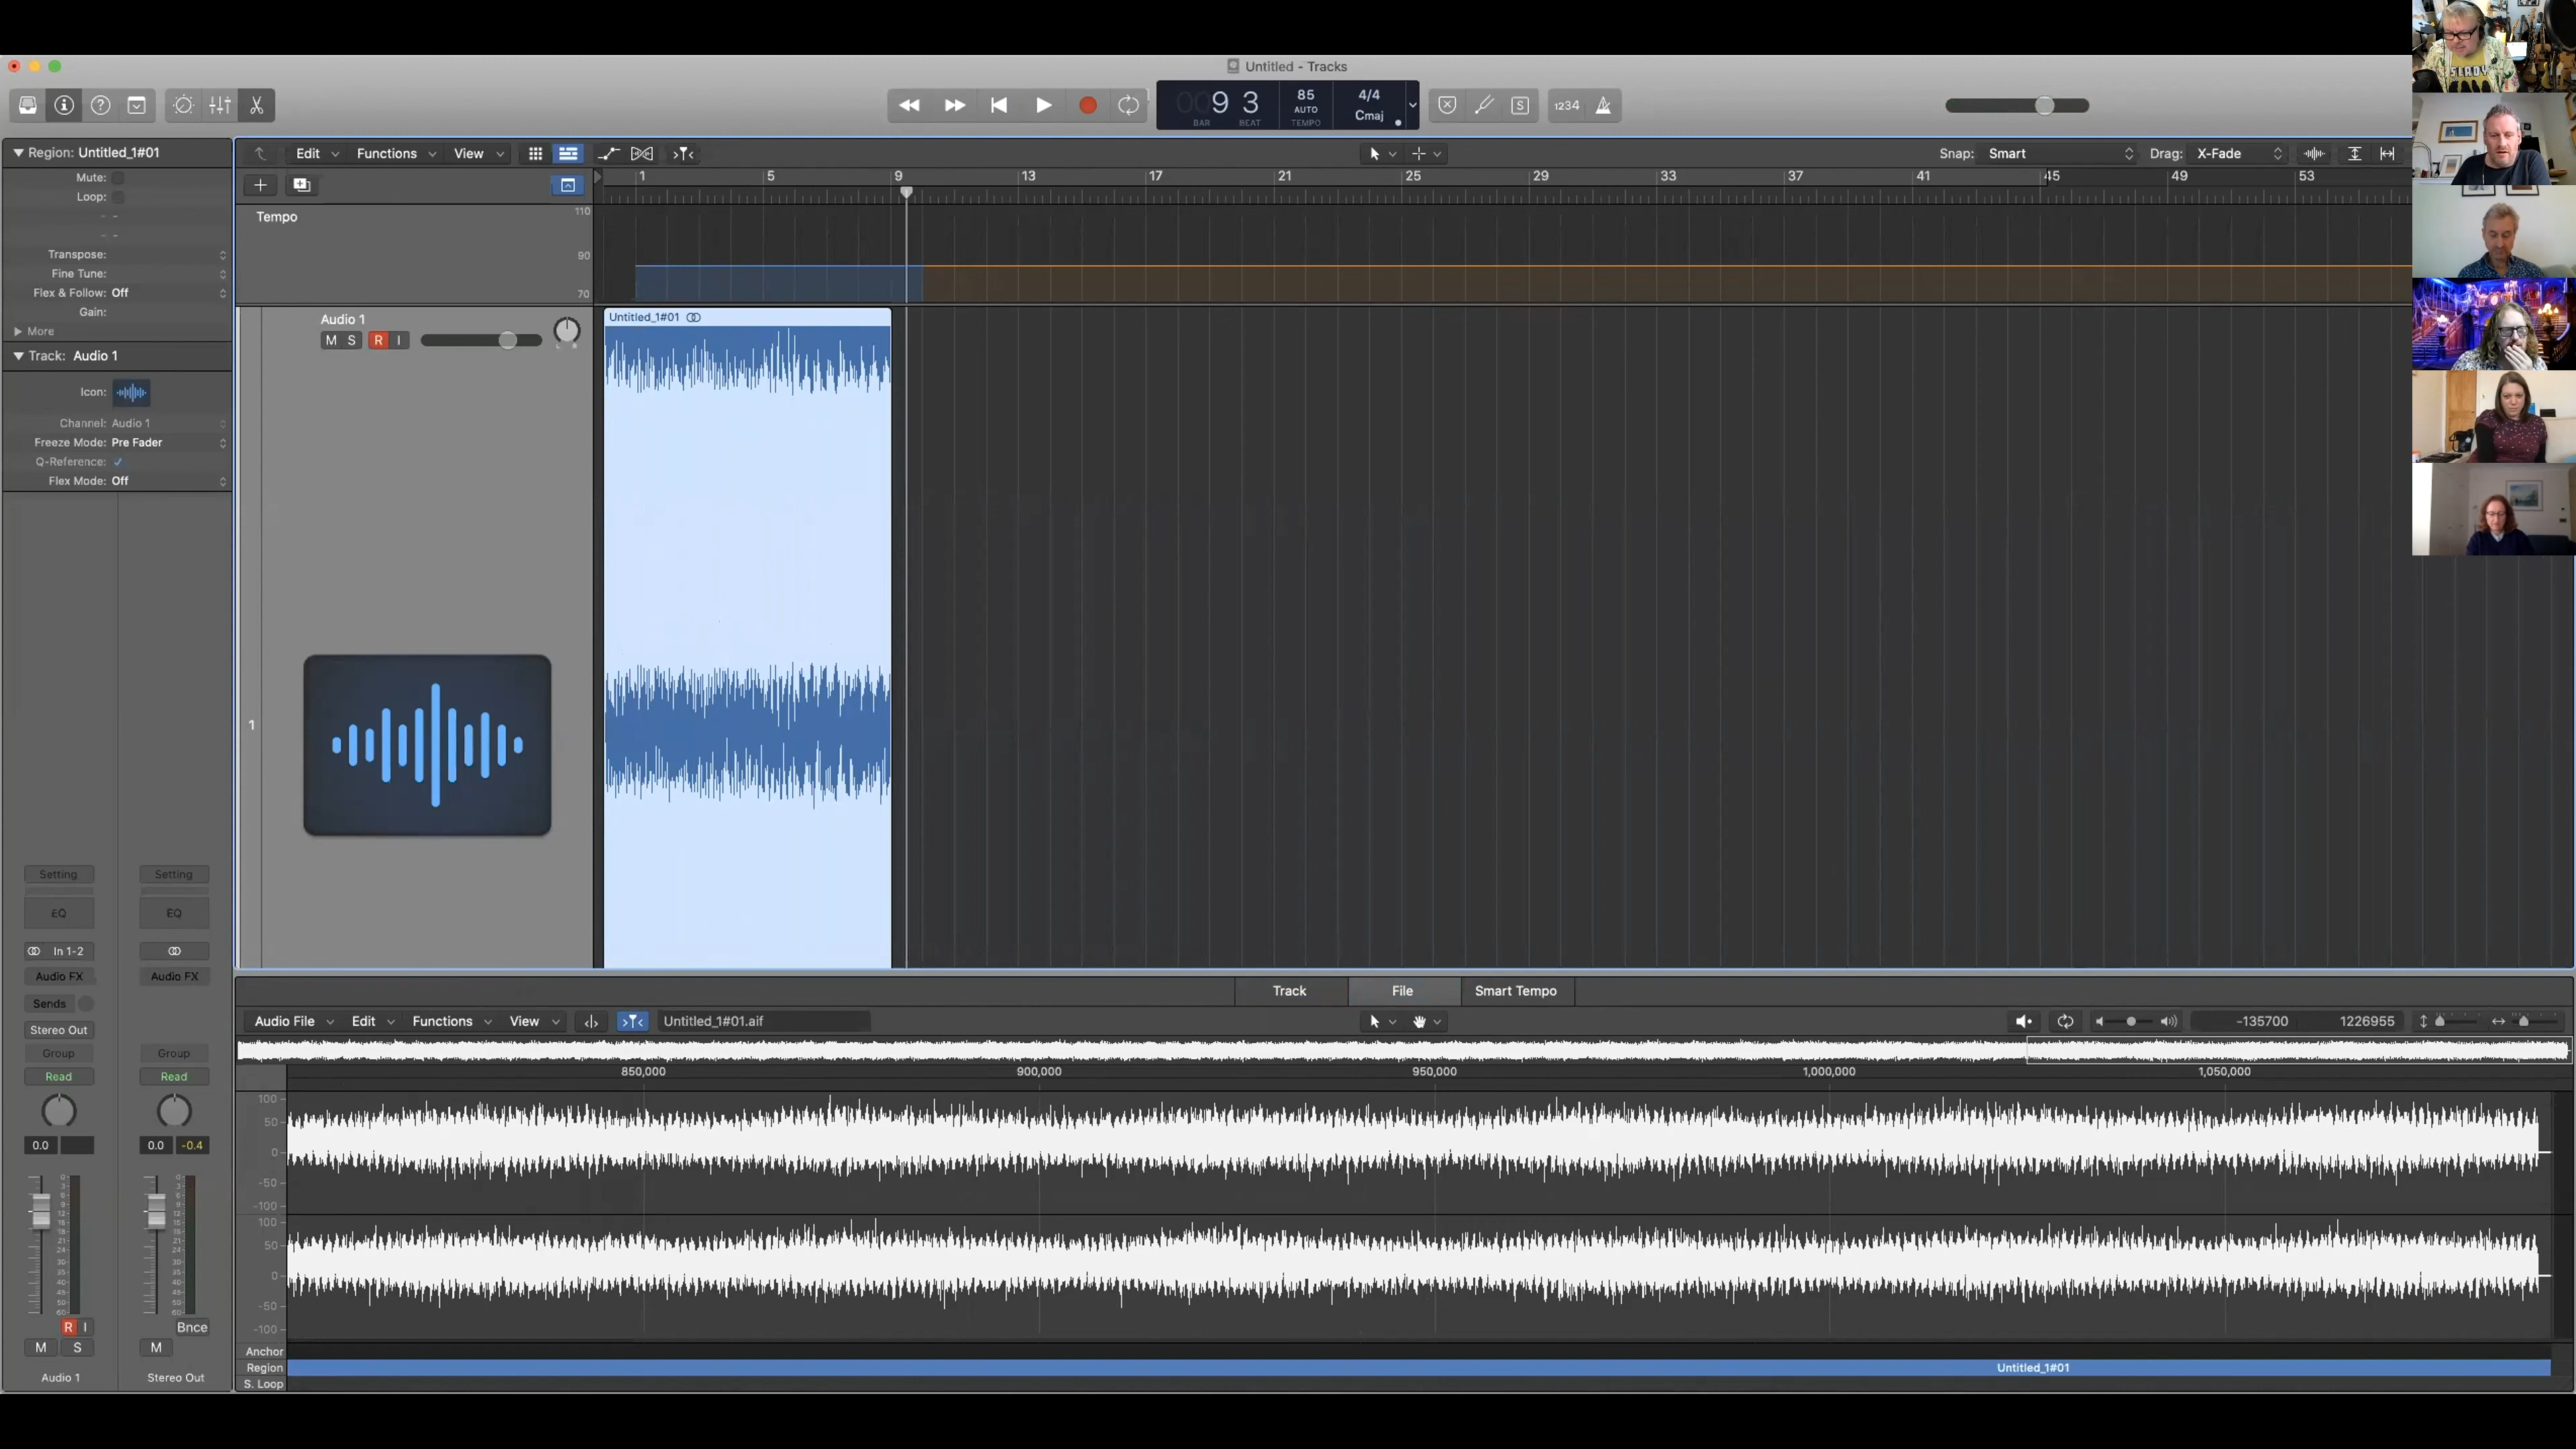 Untitled - Tracks
009 3
BAR BEAT
85
AUTO
TEMPO
4/4
Cmaj
S
1234
Region: Untitled_1#01
Mute:
Loop:
- -
- -
Transpose:
Fine Tune:
Flex & Follow: Off
Gain:
More
Track: Audio 1
Icon:
Channel: Audio 1
Freeze Mode: Pre Fader
Q-Reference:
Flex Mode: Off
Edit Functions View
Snap: Smart Drag: X-Fade
1 5 9 13 17 21 25 29 33 37 41 45 49 53
Tempo
110
90
70
Audio 1
M S R I
1
Untitled_1#01
Setting Setting
EQ EQ
In 1-2
Audio FX Audio FX
Sends
Stereo Out
Group Group
Read Read
0.0 0.0 -0.4
R I Bnce
M S M
Audio 1 Stereo Out
Track File Smart Tempo
Audio File Edit Functions View Untitled_1#01.aif -135700 1226955
850,000 900,000 950,000 1,000,000 1,050,000
100
50
0
-50
-100
100
50
0
-50
-100
Anchor
Region Untitled_1#01
S. Loop